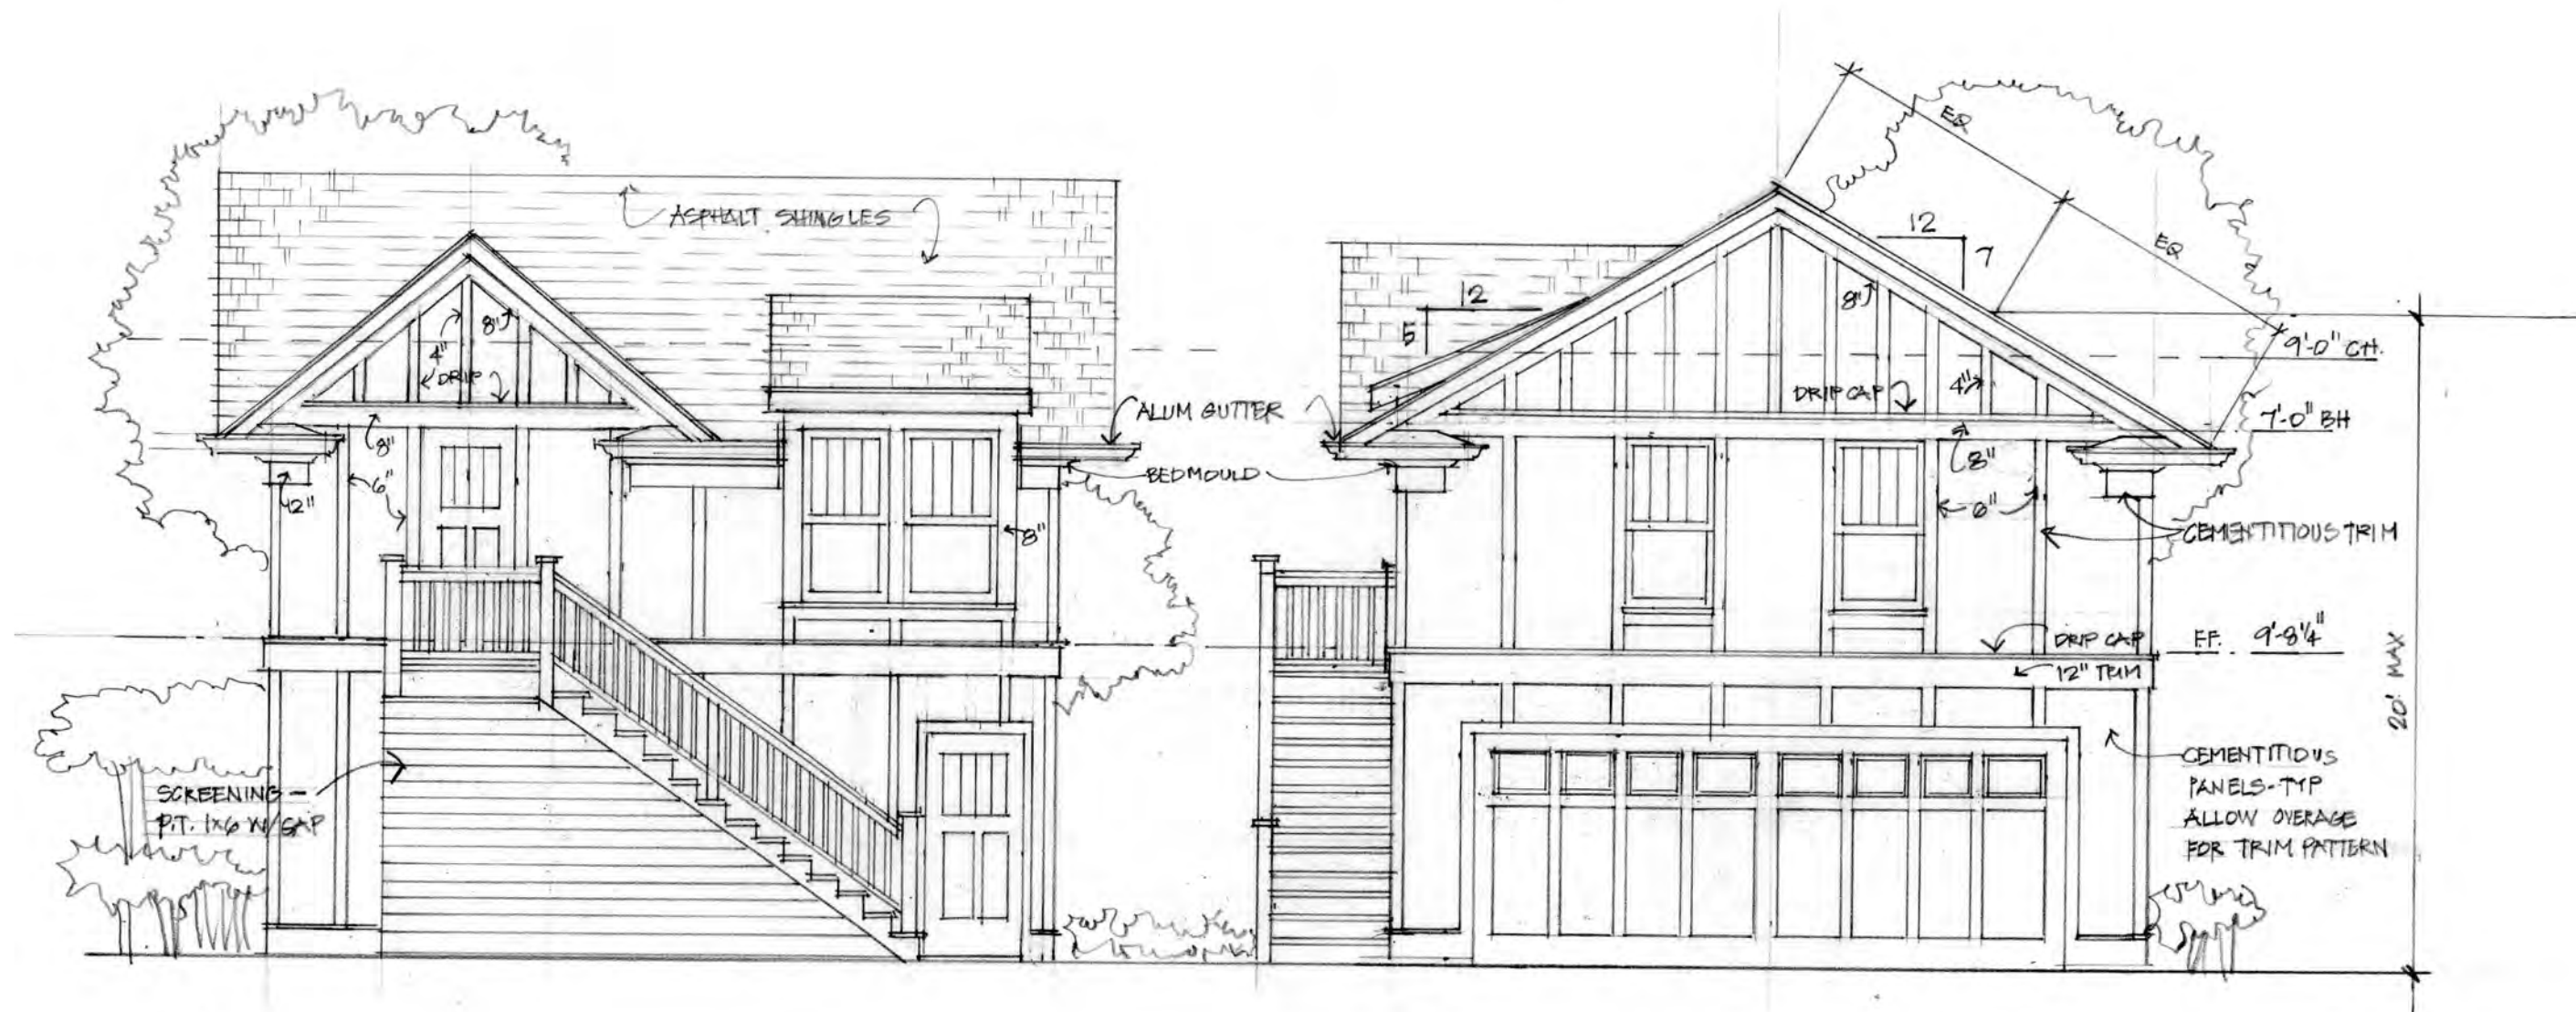 ASPHALT SHINGLES
8"
4"
DRIP
8"
6"
12"
8"
ALUM GUTTER
BEDMOULD
SCREENING -
P.T. 1x6 W/GAP
EQ
EQ
12
7
12
5
8"
DRIP CAP
4"
8"
6"
9'-0" CH.
7'-0" BH
CEMENTITIOUS TRIM
DRIP CAP
F.F. 9'-8 1/4"
12" TRIM
20' MAX
CEMENTITIOUS
PANELS-TYP
ALLOW OVERAGE
FOR TRIM PATTERN